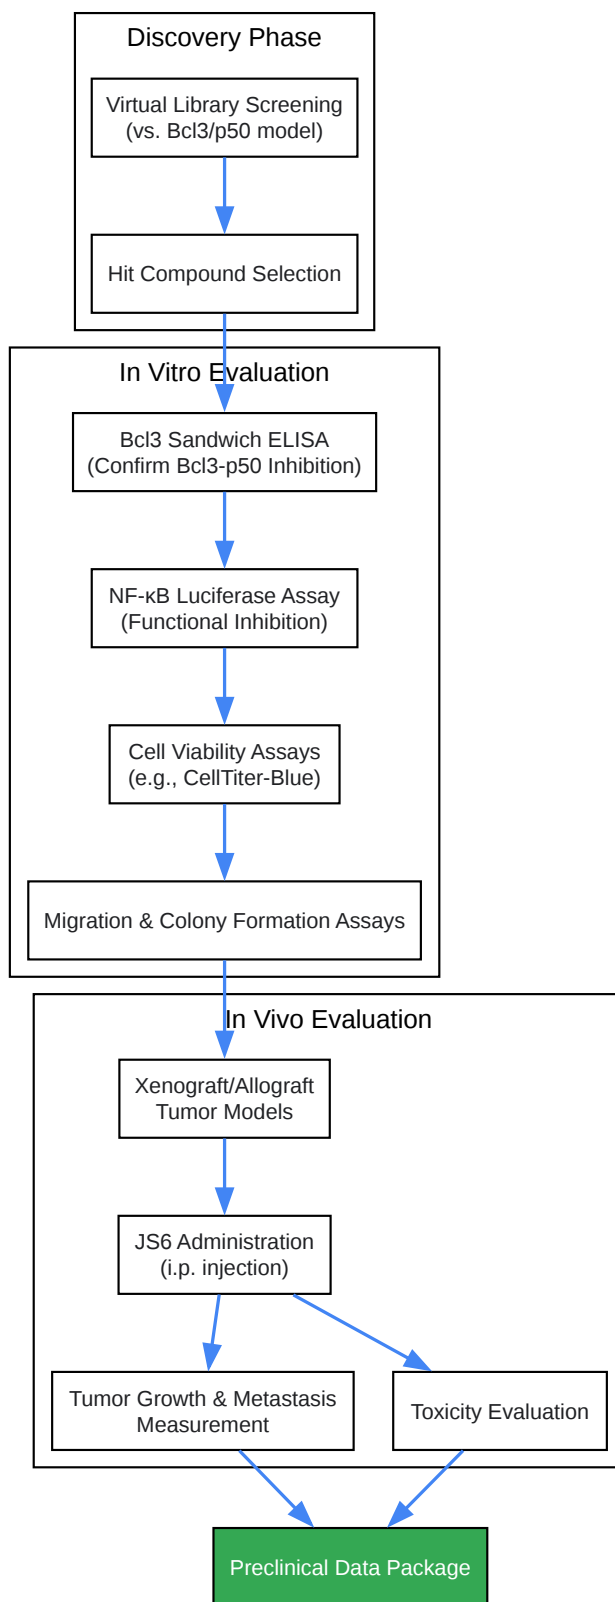 Discovery Phase
Virtual Library Screening
(vs. Bcl3/p50 model)
Hit Compound Selection
In Vitro Evaluation
Bcl3 Sandwich ELISA
(Confirm Bcl3-p50 Inhibition)
NF-κB Luciferase Assay
(Functional Inhibition)
Cell Viability Assays
(e.g., CellTiter-Blue)
Migration & Colony Formation Assays
In Vivo Evaluation
Xenograft/Allograft
Tumor Models
JS6 Administration
(i.p. injection)
Tumor Growth & Metastasis
Measurement
Toxicity Evaluation
Preclinical Data Package